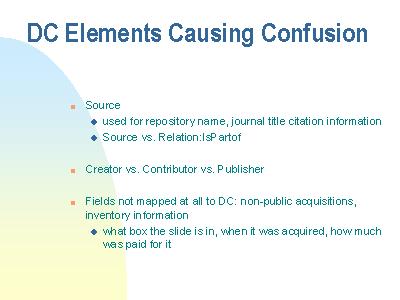 DC Elements Causing Confusion
Source
used for repository name, journal title citation information
Source vs. Relation:IsPartof
Creator vs. Contributor vs. Publisher
Fields not mapped at all to DC: non-public acquisitions,
inventory information
what box the slide is in, when it was acquired, how much
was paid for it